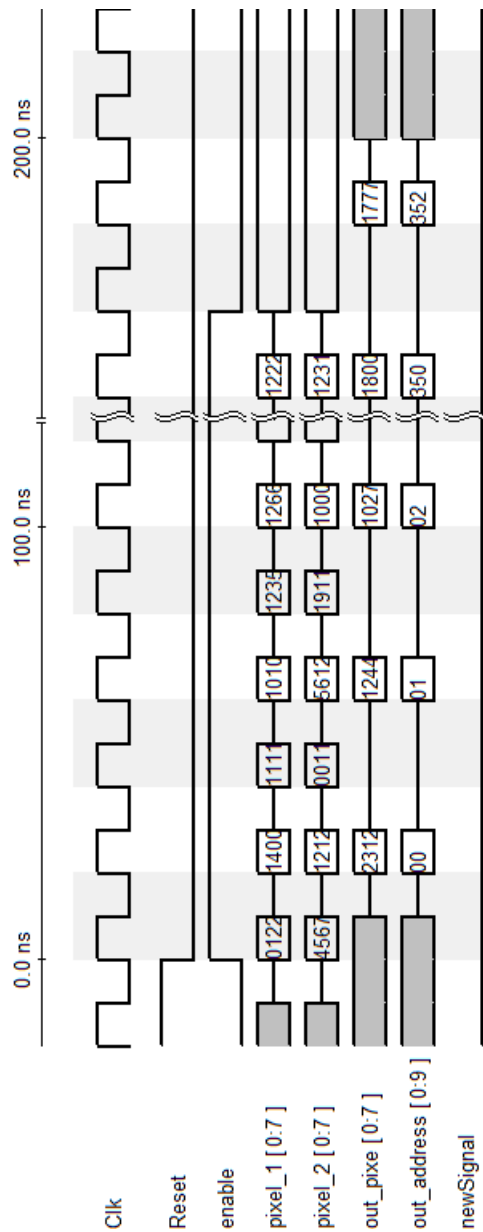 0.0 ns 100.0 ns 200.0 ns
Clk
Reset
enable
pixel_1 [ 0:7 ] 0122 1400 1111 1010 1235 1266 1222
pixel_2 [ 0:7 ] 4567 1212 0011 5612 1911 1000 1231
out_pixe [ 0:7 ] 2312 1244 1027 1800 1777
out_address [ 0:9 ] 00 01 02 350 352
newSignal